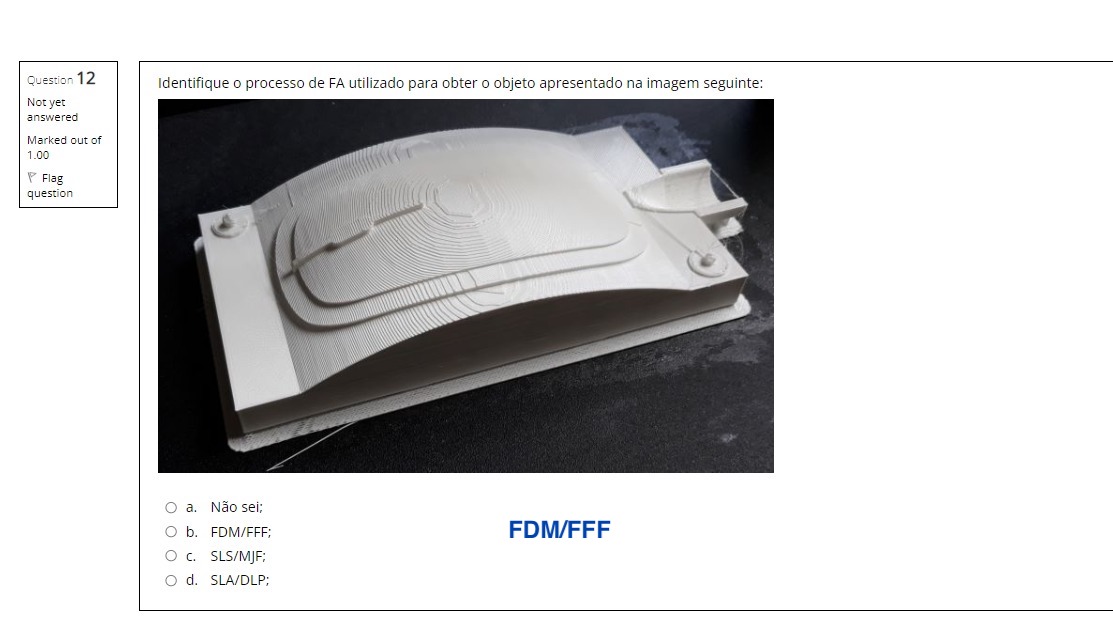 Question 12
Not yet
answered
Marked out of
1.00
Flag
question
Identifique o processo de FA utilizado para obter o objeto apresentado na imagem seguinte:
a. Não sei;
b. FDM/FFF;
c. SLS/MJF;
d. SLA/DLP;
FDM/FFF